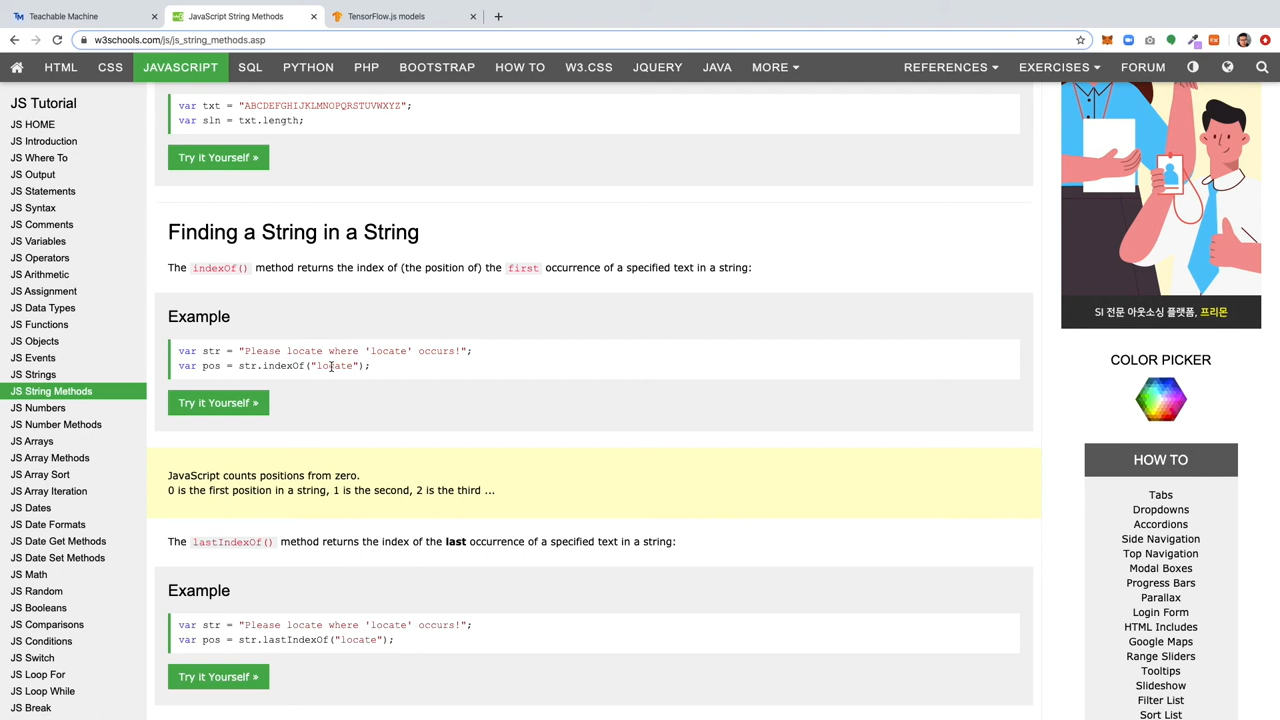 Teachable Machine
JavaScript String Methods
TensorFlow.js models
w3schools.com/js/js_string_methods.asp
HTML CSS JAVASCRIPT SQL PYTHON PHP BOOTSTRAP HOW TO W3.CSS JQUERY JAVA MORE REFERENCES EXERCISES FORUM
JS Tutorial
JS HOME
JS Introduction
JS Where To
JS Output
JS Statements
JS Syntax
JS Comments
JS Variables
JS Operators
JS Arithmetic
JS Assignment
JS Data Types
JS Functions
JS Objects
JS Events
JS Strings
JS String Methods
JS Numbers
JS Number Methods
JS Arrays
JS Array Methods
JS Array Sort
JS Array Iteration
JS Dates
JS Date Formats
JS Date Get Methods
JS Date Set Methods
JS Math
JS Random
JS Booleans
JS Comparisons
JS Conditions
JS Switch
JS Loop For
JS Loop While
JS Break
var txt = "ABCDEFGHIJKLMNOPQRSTUVWXYZ";
var sln = txt.length;
Try it Yourself »
Finding a String in a String
The indexOf() method returns the index of (the position of) the first occurrence of a specified text in a string:
Example
var str = "Please locate where 'locate' occurs!";
var pos = str.indexOf("locate");
Try it Yourself »
JavaScript counts positions from zero.
0 is the first position in a string, 1 is the second, 2 is the third ...
The lastIndexOf() method returns the index of the last occurrence of a specified text in a string:
Example
var str = "Please locate where 'locate' occurs!";
var pos = str.lastIndexOf("locate");
Try it Yourself »
SI 전문 아웃소싱 플랫폼, 프리몬
COLOR PICKER
HOW TO
Tabs
Dropdowns
Accordions
Side Navigation
Top Navigation
Modal Boxes
Progress Bars
Parallax
Login Form
HTML Includes
Google Maps
Range Sliders
Tooltips
Slideshow
Filter List
Sort List